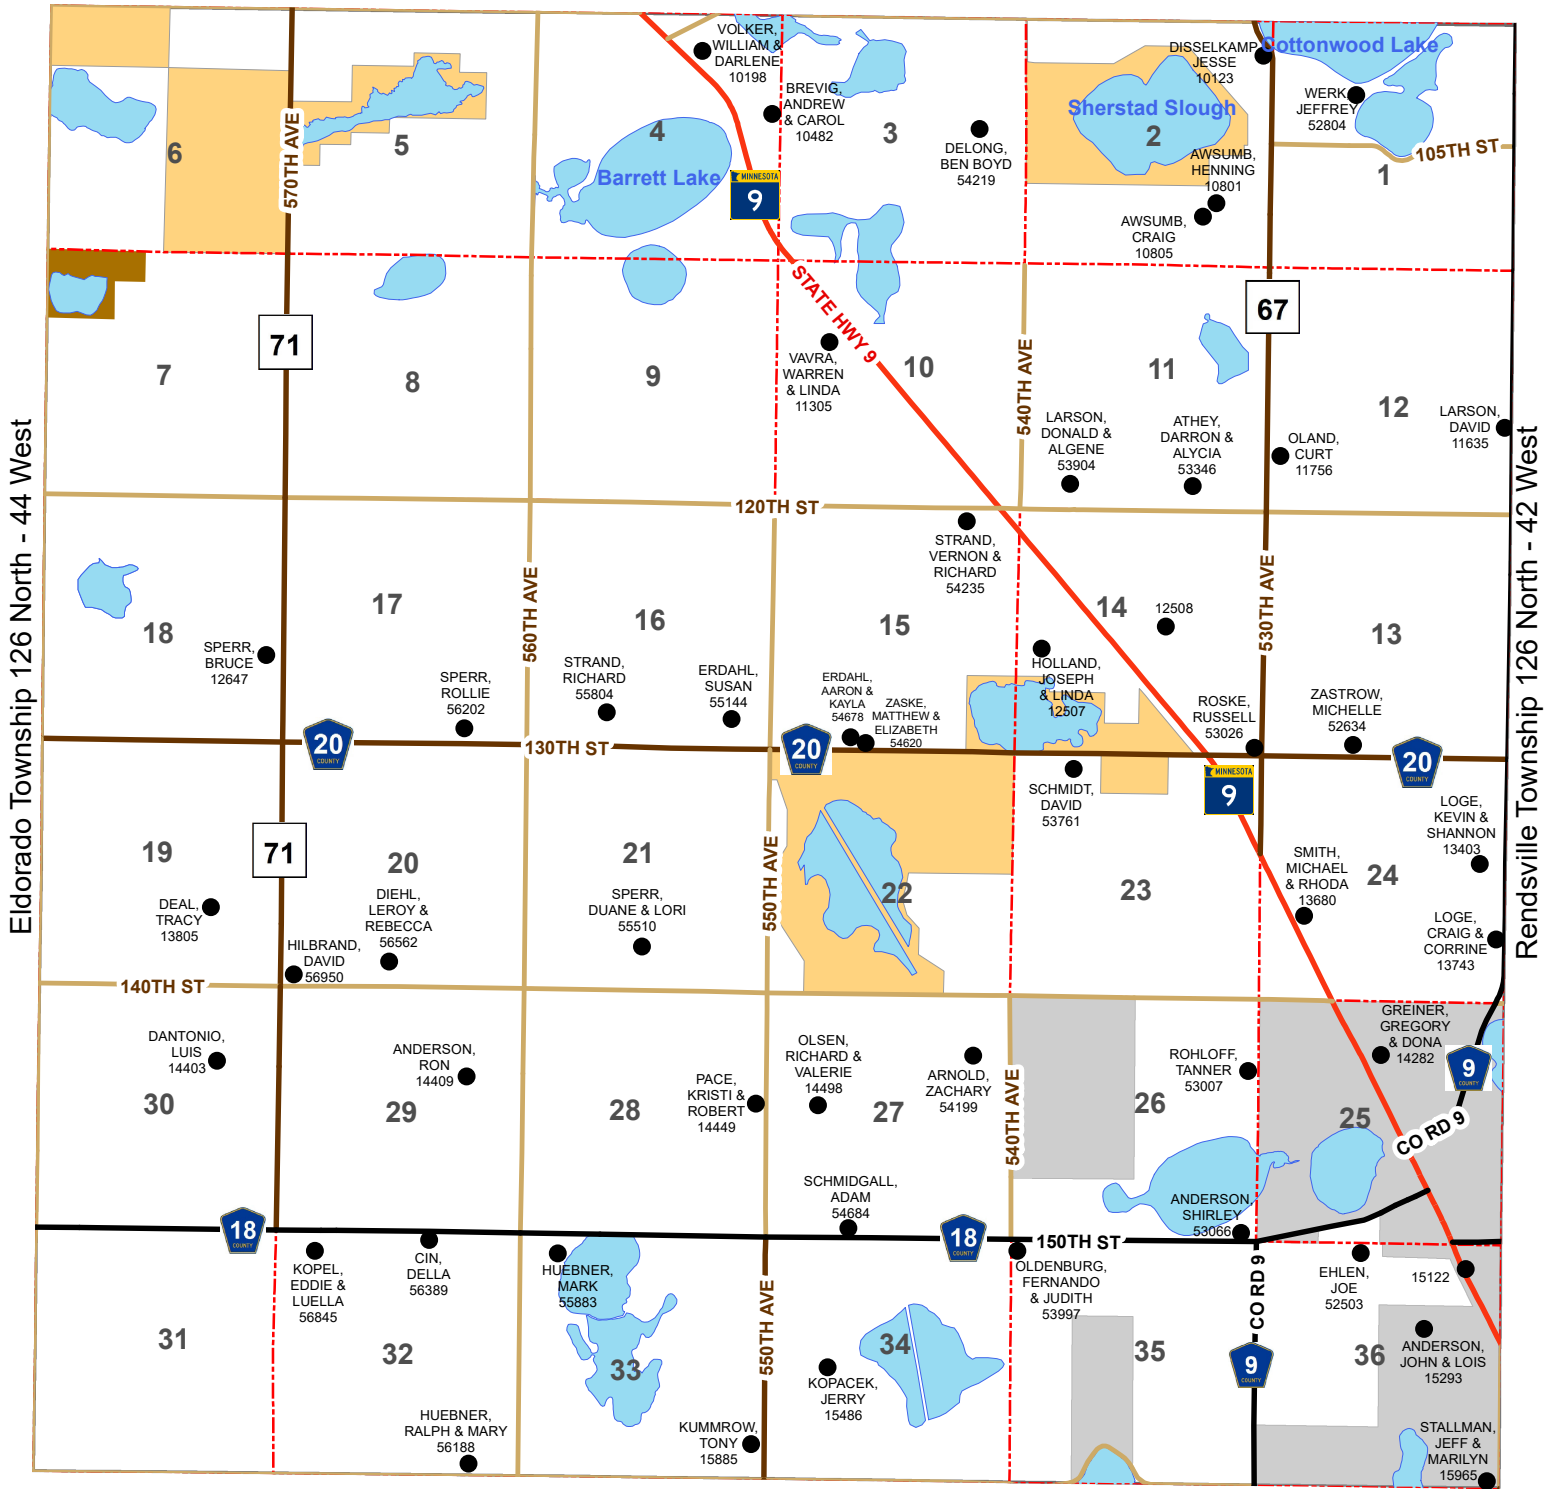 VOLKER,
WILLIAM &
DARLENE
10198
BREVIG,
ANDREW
& CAROL
10482
DISSELKAMP,
JESSE
10123
Cottonwood Lake
WERK,
JEFFREY
52804
Sherstad Slough
6
570TH AVE
5
4
Barrett Lake
MINNESOTA
9
3
DELONG,
BEN BOYD
54219
2
AWSUMB,
HENNING
10801
AWSUMB,
CRAIG
10805
105TH ST
1
STATE HWY 9
71
67
7
8
9
VAVRA,
WARREN
& LINDA
11305
10
540TH AVE
11
12
LARSON,
DONALD &
ALGENE
53904
ATHEY,
DARRON &
ALYCIA
53346
OLAND,
CURT
11756
LARSON,
DAVID
11635
Eldorado Township 126 North - 44 West
Rendsville Township 126 North - 42 West
120TH ST
STRAND,
VERNON &
RICHARD
54235
18
SPERR,
BRUCE
12647
17
560TH AVE
16
15
14
12508
530TH AVE
13
SPERR,
ROLLIE
56202
STRAND,
RICHARD
55804
ERDAHL,
SUSAN
55144
ERDAHL,
AARON &
KAYLA
54678
ZASKE,
MATTHEW &
ELIZABETH
54620
HOLLAND,
JOSEPH
& LINDA
12507
ROSKE,
RUSSELL
53026
ZASTROW,
MICHELLE
52634
20
COUNTY
130TH ST
20
COUNTY
20
COUNTY
SCHMIDT,
DAVID
53761
MINNESOTA
9
LOGE,
KEVIN &
SHANNON
13403
19
71
20
21
550TH AVE
22
23
SMITH,
MICHAEL
& RHODA
13680
24
DEAL,
TRACY
13805
DIEHL,
LEROY &
REBECCA
56562
HILBRAND,
DAVID
56950
SPERR,
DUANE & LORI
55510
LOGE,
CRAIG &
CORRINE
13743
140TH ST
DANTONIO,
LUIS
14403
ANDERSON,
RON
14409
PACE,
KRISTI &
ROBERT
14449
OLSEN,
RICHARD &
VALERIE
14498
ARNOLD,
ZACHARY
54199
540TH AVE
ROHLOFF,
TANNER
53007
GREINER,
GREGORY
& DONA
14282
9
COUNTY
30
29
28
27
26
25
CO RD 9
SCHMIDGALL,
ADAM
54684
ANDERSON,
SHIRLEY
53066
18
COUNTY
18
COUNTY
150TH ST
KOPEL,
EDDIE &
LUELLA
56845
CIN,
DELLA
56389
HUEBNER,
MARK
55883
OLDENBURG,
FERNANDO
& JUDITH
53997
CO RD 9
EHLEN,
JOE
52503
15122
31
32
33
550TH AVE
34
35
9
COUNTY
36
ANDERSON,
JOHN & LOIS
15293
KOPACEK,
JERRY
15486
HUEBNER,
RALPH & MARY
56188
KUMMROW,
TONY
15885
STALLMAN,
JEFF &
MARILYN
15965